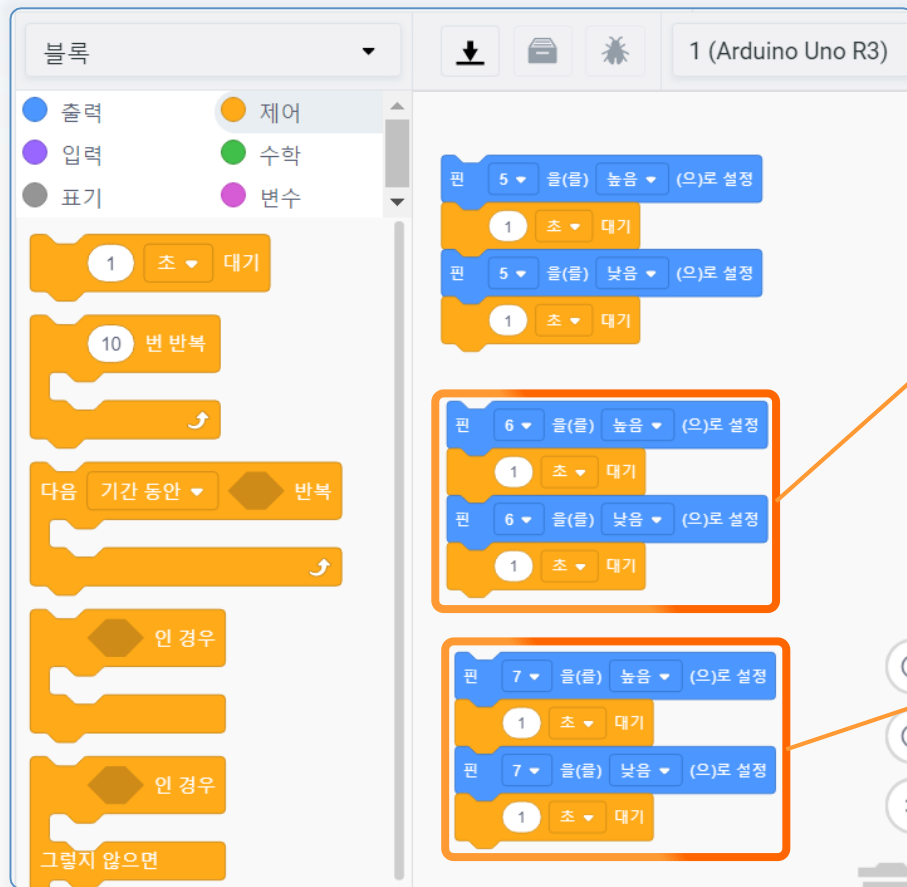 블록
1 (Arduino Uno R3)
출력 제어
입력 수학
표기 변수
1 초 대기
10 번 반복
다음 기간 동안 반복
인 경우
인 경우
그렇지 않으면
핀 5 을(를) 높음 (으)로 설정
1 초 대기
핀 5 을(를) 낮음 (으)로 설정
1 초 대기
핀 6 을(를) 높음 (으)로 설정
1 초 대기
핀 6 을(를) 낮음 (으)로 설정
1 초 대기
핀 7 을(를) 높음 (으)로 설정
1 초 대기
핀 7 을(를) 낮음 (으)로 설정
1 초 대기